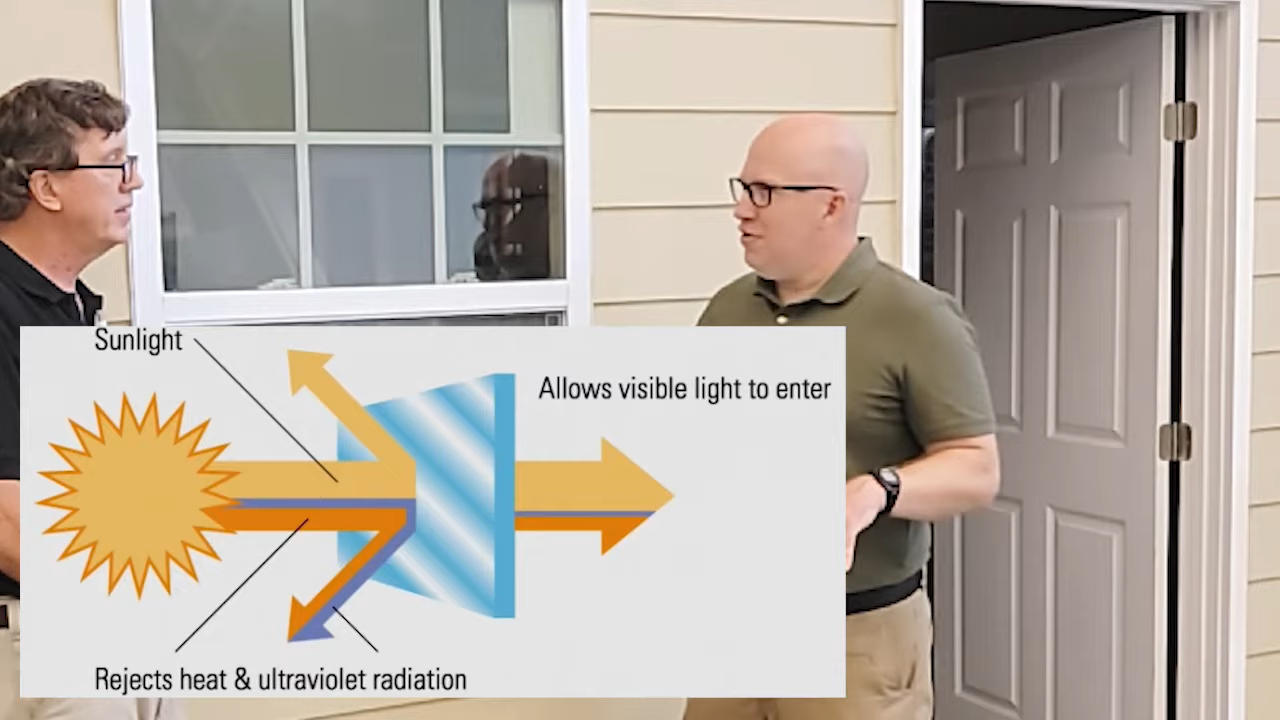 Sunlight
Allows visible light to enter
Rejects heat & ultraviolet radiation